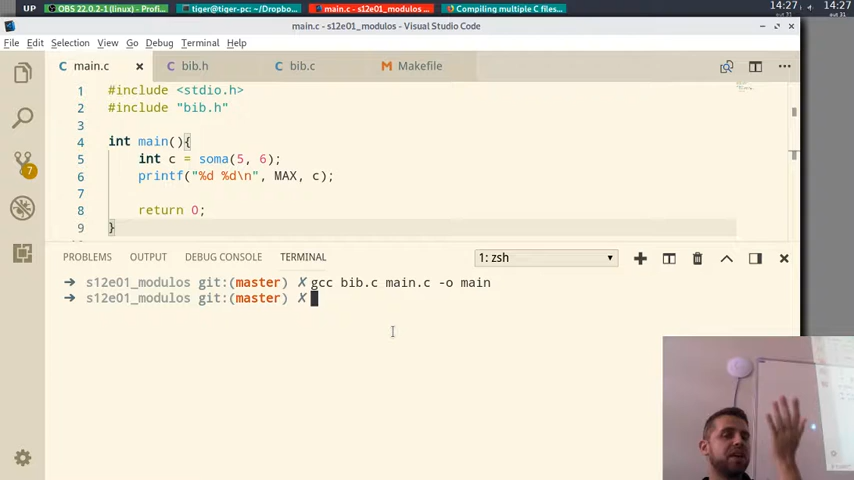 UP
OBS 22.0.2-1 (linux) - Profi...
tiger@tiger-pc: ~/Dropbo...
main.c - s12e01_modulos ...
Compiling multiple C files...
14:27
14:27
main.c - s12e01_modulos - Visual Studio Code
File Edit Selection View Go Debug Terminal Help
C main.c × C bib.h C bib.c M Makefile
1 #include <stdio.h>
2 #include "bib.h"
3
4 int main(){
5 int c = soma(5, 6);
6 printf("%d %d\n", MAX, c);
7
8 return 0;
9 }
7
PROBLEMS OUTPUT DEBUG CONSOLE TERMINAL 1: zsh
→ s12e01_modulos git:(master) ✗ gcc bib.c main.c -o main
→ s12e01_modulos git:(master) ✗